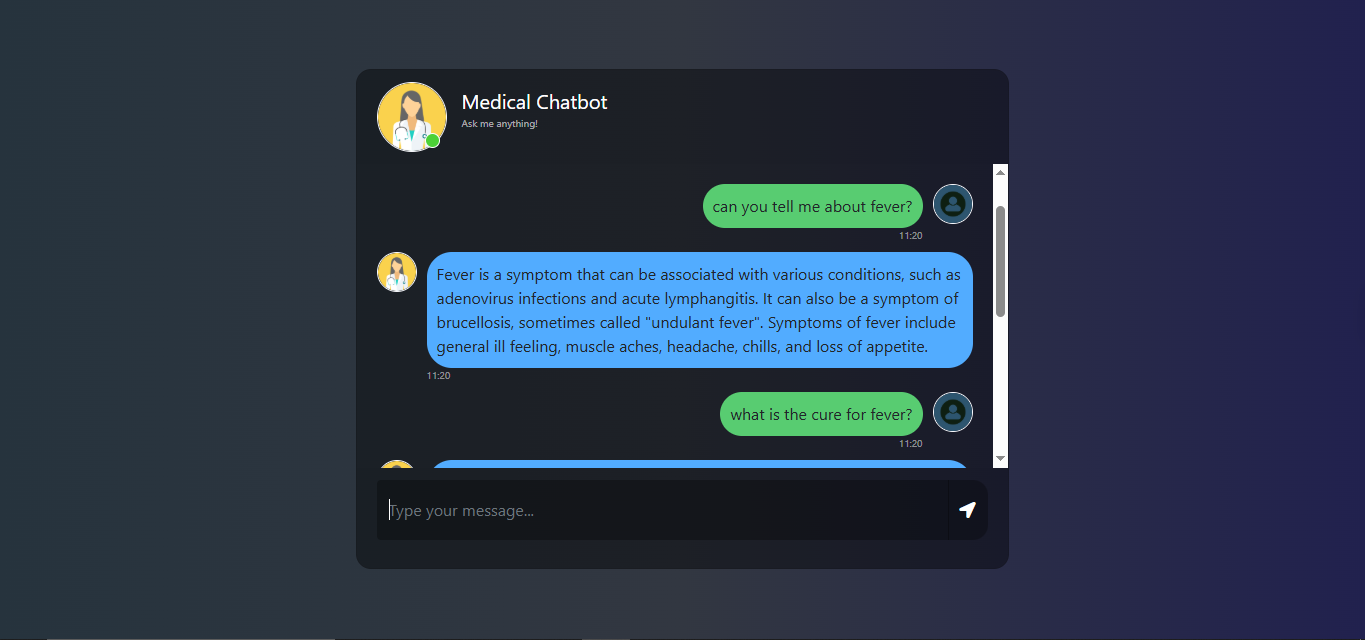 Medical Chatbot
Ask me anything!
can you tell me about fever?
11:20
Fever is a symptom that can be associated with various conditions, such as
adenovirus infections and acute lymphangitis. It can also be a symptom of
brucellosis, sometimes called "undulant fever". Symptoms of fever include
general ill feeling, muscle aches, headache, chills, and loss of appetite.
11:20
what is the cure for fever?
11:20
Type your message...